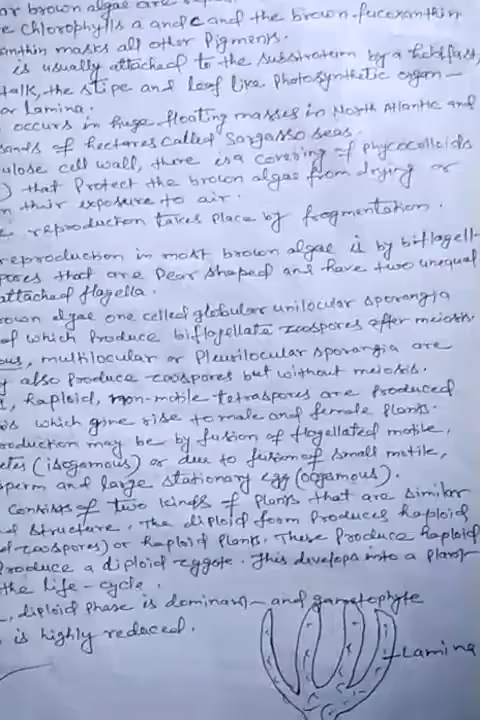 or brown algae are
e chlorophylls a and c and the brown-fucoxanthin
anthin masks all other Pigments.
is usually attached to the substratum by a holdfast,
talk, the stipe and leaf like Photosynthetic organ-
or Lamina.
occurs in huge floating masses in North Atlantic and
sands of hectares called Sargasso seas.
ulose cell wall, there is a covering of phycocolloids
) that Protect the brown algae from drying or
n their exposure to air.
e reproduction takes place by fragmentation.
reproduction in most brown algae is by biflagell-
pores that are Pear shaped and have two unequal
attached flagella.
rown algae one celled globular unilocular sporangia
of which Produce biflagellate zoospores after meiosis.
ous, multilocular or Plurilocular sporangia are
y also Produce zoospores but without meiosis.
, haploid, non-motile tetraspores are Produced
which give rise to male and female Plants.
roduction may be by fusion of flagellated motile,
etes (isogamous) or due to fusion of small motile,
perm and large stationary egg (oogamous).
consists of two kinds of Plants that are similar
d structure. The diploid form Produces haploid
of zoospores) or haploid Plants. These Produce haploid
Produce a diploid zygote. This develops into a Plant
the life-cycle.
, diploid phase is dominant and gametophyte
is highly reduced.
Lamina